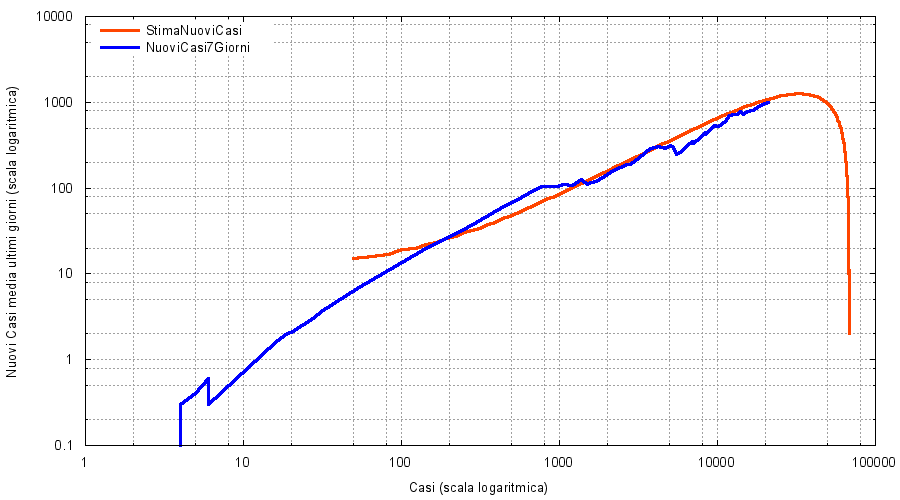 10000
1000
100
10
1
0.1
StimaNuoviCasi
NuoviCasi7Giorni
Nuovi Casi media ultimi giorni (scala logaritmica)
1 10 100 1000 10000 100000
Casi (scala logaritmica)